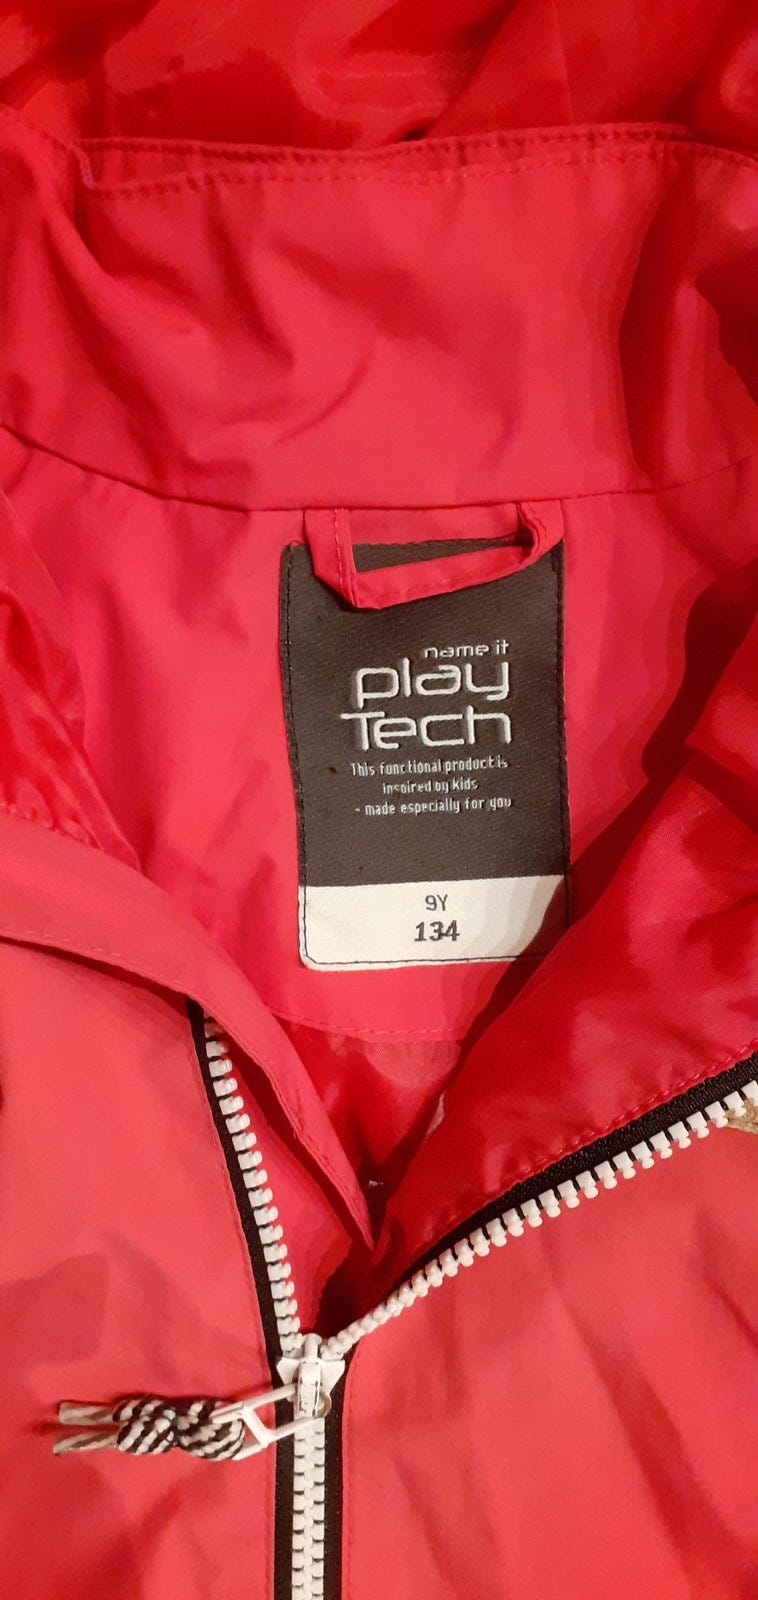 name it
play
Tech
This functional product is
inspired by kids
- made especially for you
9Y
134